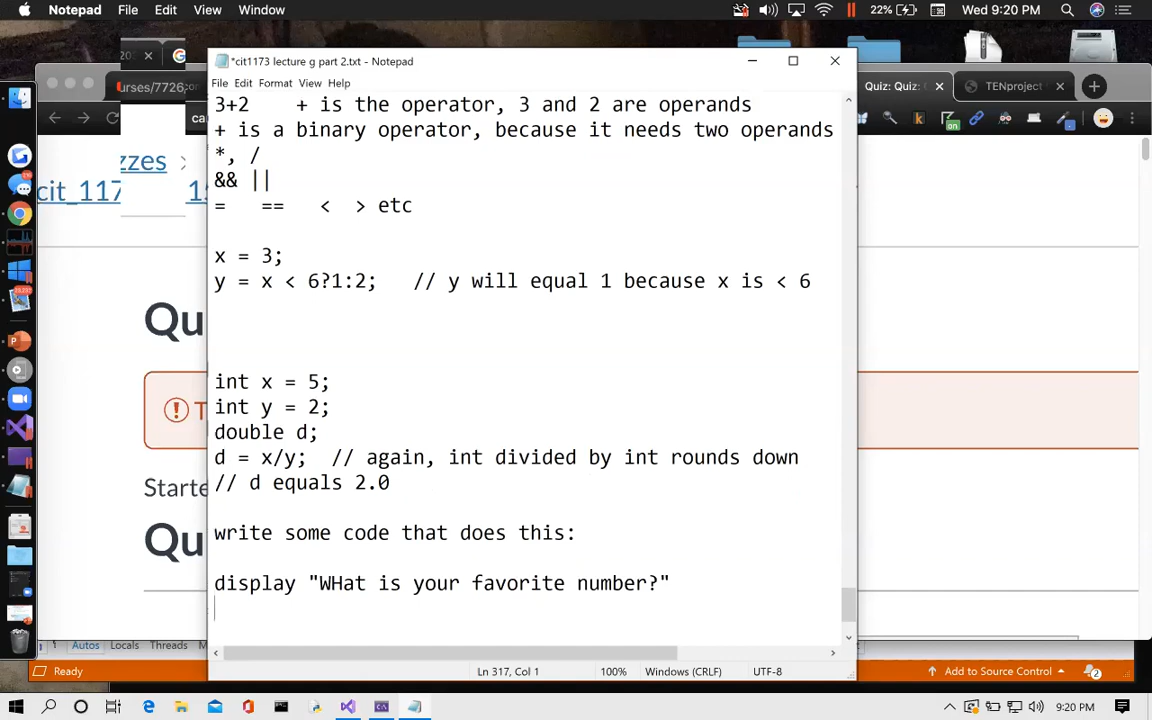 Notepad File Edit View Window 22% Wed 9:20 PM
*cit1173 lecture g part 2.txt - Notepad
urses/7726
Quiz: Quiz:
TENproject
File Edit Format View Help
zzes
cit_117
3+2 + is the operator, 3 and 2 are operands
+ is a binary operator, because it needs two operands
*, /
&& ||
= == < > etc
x = 3;
y = x < 6?1:2; // y will equal 1 because x is < 6
Qu
int x = 5;
int y = 2;
double d;
d = x/y; // again, int divided by int rounds down
// d equals 2.0
Starte
write some code that does this:
Qu
display "WHat is your favorite number?"
Autos Locals Threads
Ready
Ln 317, Col 1 100% Windows (CRLF) UTF-8
Add to Source Control 2
9:20 PM